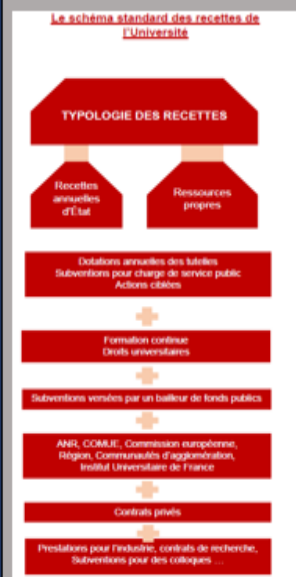 Le schéma standard des recettes de
l'Université
TYPOLOGIE DES RECETTES
Recettes
annuelles
d'État
Ressources
propres
Dotations annuelles des tutelles
Subventions pour charge de service public
Actions ciblées
Formation continue
Droits universitaires
Subventions versées par un bailleur de fonds publics
ANR, COMUE, Commission européenne,
Région, Communautés d'agglomération,
Institut Universitaire de France
Contrats privés
Prestations pour l'industrie, contrats de recherche,
Subventions pour des colloques ...